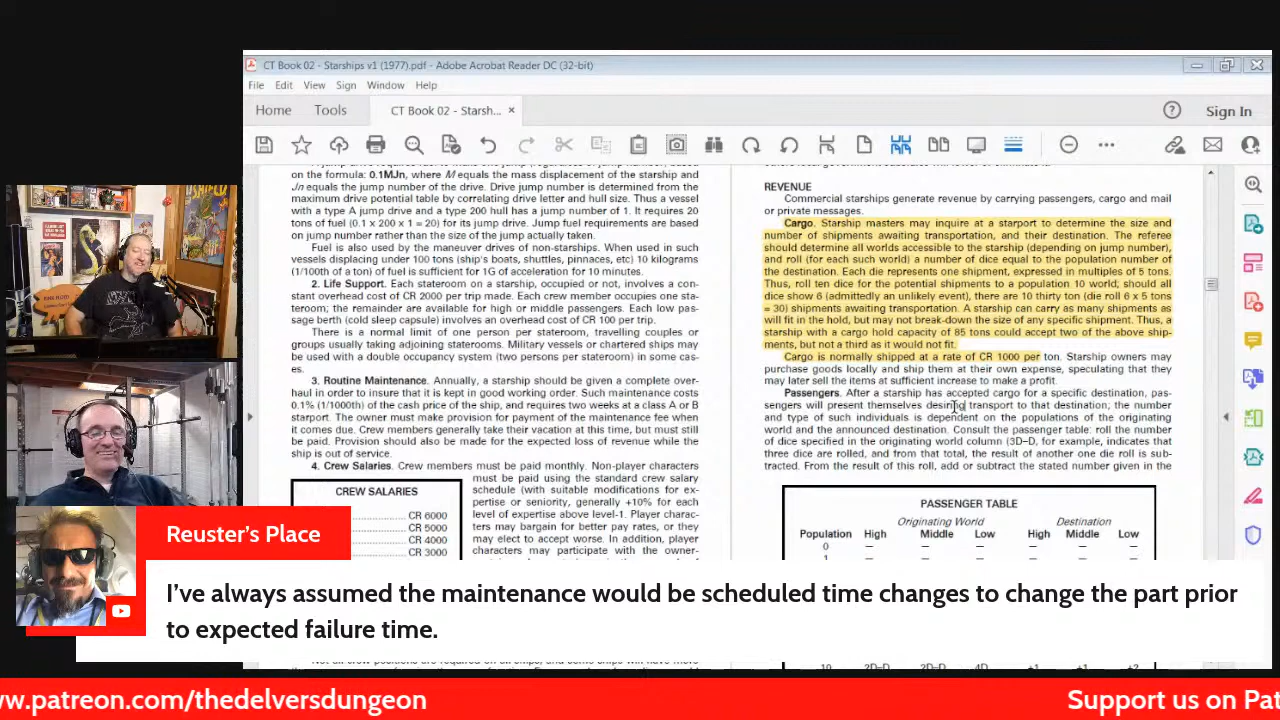 CT Book 02 - Starships v1 (1977).pdf - Adobe Acrobat Reader DC (32-bit)
File Edit View Sign Window Help
Home Tools CT Book 02 - Starsh... × Sign In
on the formula: 0.1MJn, where M equals the mass displacement of the starship and
Jn equals the jump number of the drive. Drive jump number is determined from the
maximum drive potential table by correlating drive letter and hull size. Thus a vessel
with a type A jump drive and a type 200 hull has a jump number of 1. It requires 20
tons of fuel (0.1 x 200 x 1 = 20) for its jump drive. Jump fuel requirements are based
on jump number rather than the size of the jump actually taken.
Fuel is also used by the maneuver drives of non-starships. When used in such
vessels displacing under 100 tons (ship's boats, shuttles, pinnaces, etc) 10 kilograms
(1/100th of a ton) of fuel is sufficient for 1G of acceleration for 10 minutes.
2. Life Support. Each stateroom on a starship, occupied or not, involves a con-
stant overhead cost of CR 2000 per trip made. Each crew member occupies one sta-
teroom; the remainder are available for high or middle passengers. Each low pas-
sage berth (cold sleep capsule) involves an overhead cost of CR 100 per trip.
There is a normal limit of one person per stateroom, travelling couples or
groups usually taking adjoining staterooms. Military vessels or chartered ships may
be used with a double occupancy system (two persons per stateroom) in some cas-
es.
3. Routine Maintenance. Annually, a starship should be given a complete over-
haul in order to insure that it is kept in good working order. Such maintenance costs
0.1% (1/1000th) of the cash price of the ship, and requires two weeks at a class A or B
starport. The owner must make provision for payment of the maintenance fee when
it comes due. Crew members generally take their vacation at this time, but must still
be paid. Provision should also be made for the expected loss of revenue while the
ship is out of service.
4. Crew Salaries. Crew members must be paid monthly. Non-player characters
must be paid using the standard crew salary
schedule (with suitable modifications for ex-
pertise or seniority, generally +10% for each
level of expertise above level-1. Player charac-
ters may bargain for better pay rates, or they
may elect to accept worse. In addition, player
characters may participate with the owner-
CREW SALARIES
CR 6000
CR 5000
CR 4000
CR 3000
REVENUE
Commercial starships generate revenue by carrying passengers, cargo and mail
or private messages.
Cargo. Starship masters may inquire at a starport to determine the size and
number of shipments awaiting transportation, and their destination. The referee
should determine all worlds accessible to the starship (depending on jump number),
and roll (for each such world) a number of dice equal to the population number of
the destination. Each die represents one shipment, expressed in multiples of 5 tons.
Thus, roll ten dice for the potential shipments to a population 10 world; should all
dice show 6 (admittedly an unlikely event), there are 10 thirty ton (die roll 6 x 5 tons
= 30) shipments awaiting transportation. A starship can carry as many shipments as
will fit in the hold, but may not break-down the size of any specific shipment. Thus, a
starship with a cargo hold capacity of 85 tons could accept two of the above ship-
ments, but not a third as it would not fit.
Cargo is normally shipped at a rate of CR 1000 per ton. Starship owners may
purchase goods locally and ship them at their own expense, speculating that they
may later sell the items at sufficient increase to make a profit.
Passengers. After a starship has accepted cargo for a specific destination, pas-
sengers will present themselves desiring transport to that destination; the number
and type of such individuals is dependent on the populations of the originating
world and the announced destination. Consult the passenger table: roll the number
of dice specified in the originating world column (3D–D, for example, indicates that
three dice are rolled, and from that total, the result of another one die roll is sub-
tracted. From the result of this roll, add or subtract the stated number given in the
PASSENGER TABLE
Originating World Destination
Population High Middle Low High Middle Low
0 – – – – – –
10 2D–D 2D–D 4D +1 +1 +2
Reuster's Place
I've always assumed the maintenance would be scheduled time changes to change the part prior
to expected failure time.
w.patreon.com/thedelversdungeon
Support us on Pat